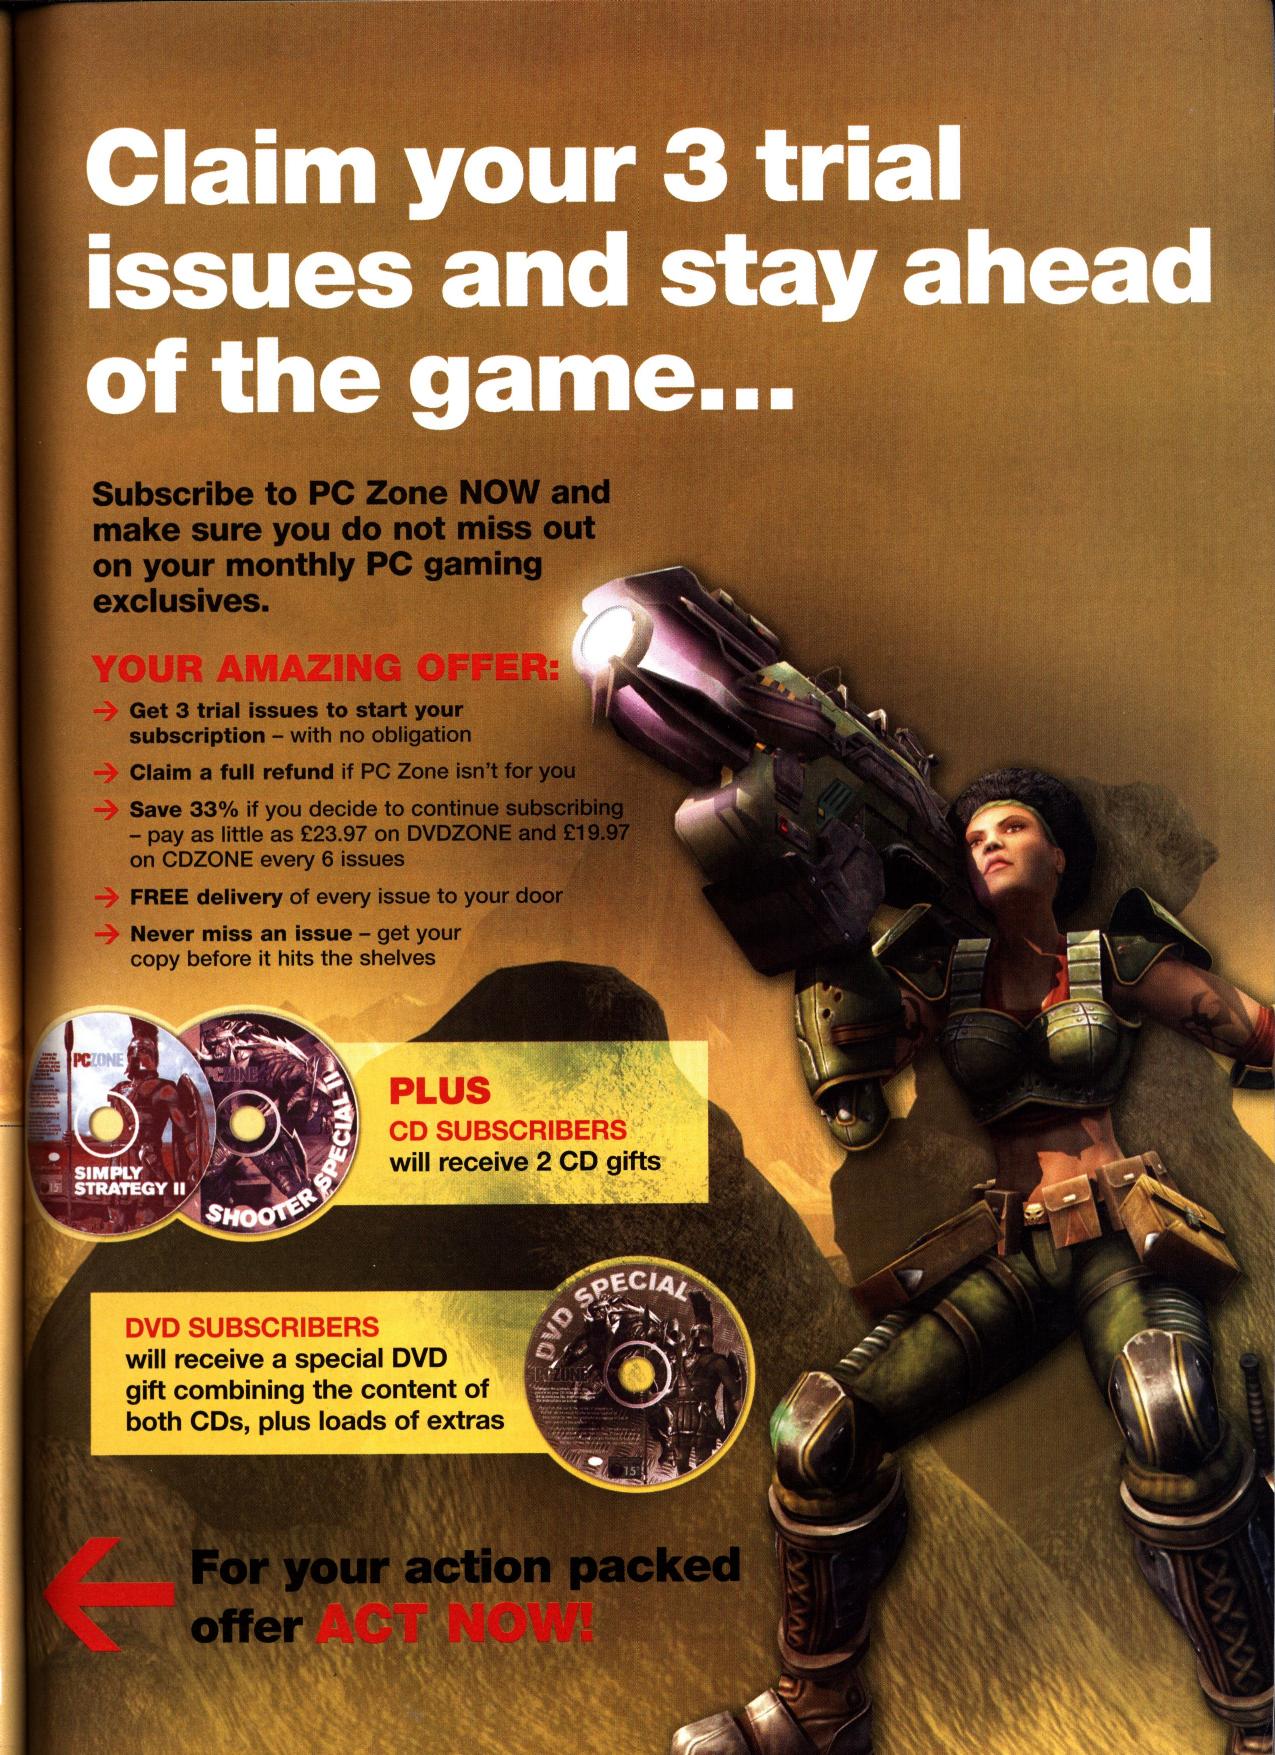 Claim your 3 trial
issues and stay ahead
of the game...
Subscribe to PC Zone NOW and
make sure you do not miss out
on your monthly PC gaming
exclusives.
YOUR AMAZING OFFER:
→ Get 3 trial issues to start your
subscription – with no obligation
→ Claim a full refund if PC Zone isn't for you
→ Save 33% if you decide to continue subscribing
– pay as little as £23.97 on DVDZONE and £19.97
on CDZONE every 6 issues
→ FREE delivery of every issue to your door
→ Never miss an issue – get your
copy before it hits the shelves
PCZONE
SIMPLY
STRATEGY II
15
PCZONE
SHOOTER SPECIAL II
PLUS
CD SUBSCRIBERS
will receive 2 CD gifts
DVD SUBSCRIBERS
will receive a special DVD
gift combining the content of
both CDs, plus loads of extras
DVD SPECIAL
PCZONE
15
For your action packed
offer ACT NOW!